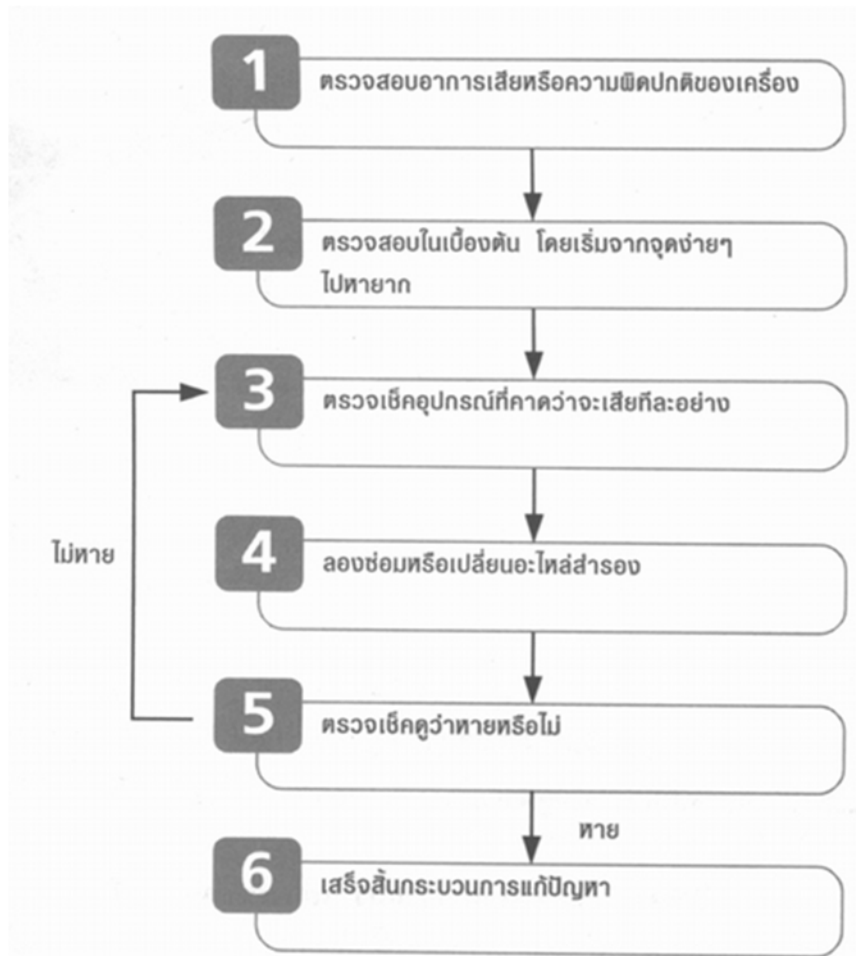 1
ตรวจสอบอาการเสียหรือความผิดปกติของเครื่อง
2
ตรวจสอบในเบื้องต้น โดยเริ่มจากจุดง่ายๆ
ไปหายาก
3
ตรวจเช็คอุปกรณ์ที่คาดว่าจะเสียทีละอย่าง
4
ลองซ่อมหรือเปลี่ยนอะไหล่สำรอง
ไม่หาย
5
ตรวจเช็คดูว่าหายหรือไม่
หาย
6
เสร็จสิ้นกระบวนการแก้ปัญหา